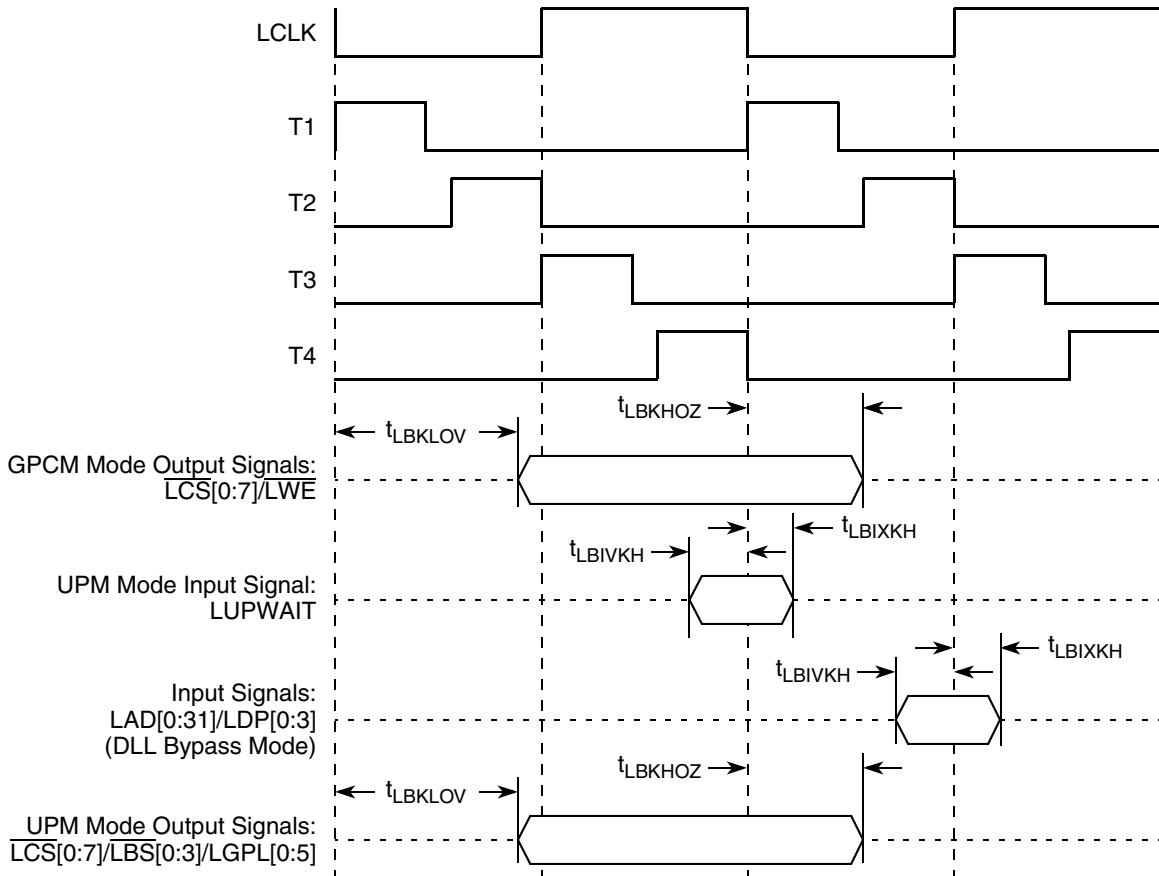 LCLK
T1
T2
T3
T4
tLBKHOZ
tLBKLOV
GPCM Mode Output Signals:
LCS[0:7]/LWE
tLBIXKH
tLBIVKH
UPM Mode Input Signal:
LUPWAIT
tLBIXKH
tLBIVKH
Input Signals:
LAD[0:31]/LDP[0:3]
(DLL Bypass Mode)
tLBKHOZ
tLBKLOV
UPM Mode Output Signals:
LCS[0:7]/LBS[0:3]/LGPL[0:5]